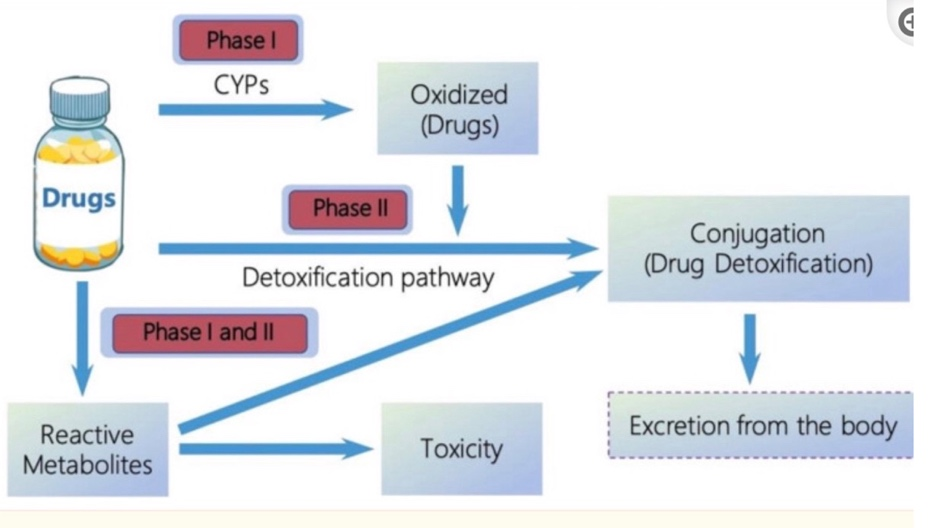 Phase I
CYPs
Oxidized
(Drugs)
Drugs
Phase II
Detoxification pathway
Conjugation
(Drug Detoxification)
Phase I and II
Reactive
Metabolites
Toxicity
Excretion from the body